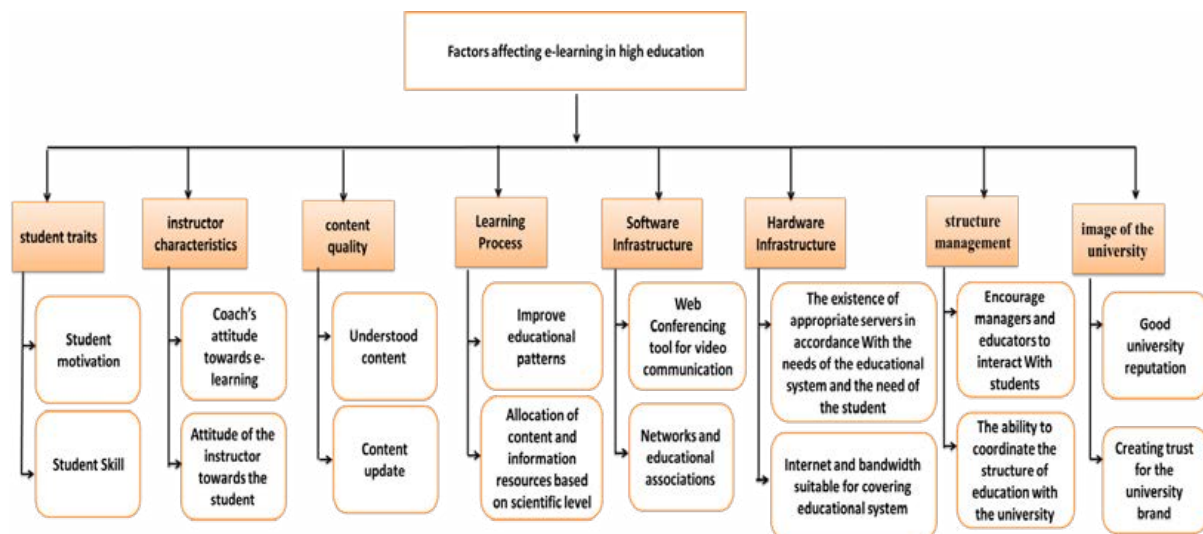 Factors affecting e-learning in high education
student traits
instructor
characteristics
content
quality
Learning
Process
Software
Infrastructure
Hardware
Infrastructure
structure
management
image of the
university
Student
motivation
Coach's
attitude
towards e-
learning
Understood
content
Improve
educational
patterns
Web
Conferencing
tool for video
communication
The existence of
appropriate servers in
accordance With the
needs of the educational
system and the need of
the student
Encourage
managers and
educators to
interact With
students
Good
university
reputation
Student Skill
Attitude of the
instructor
towards the
student
Content
update
Allocation of
content and
information
resources based
on scientific level
Networks and
educational
associations
Internet and bandwidth
suitable for covering
educational system
The ability to
coordinate the
structure of
education with
the university
Creating trust
for the
university
brand